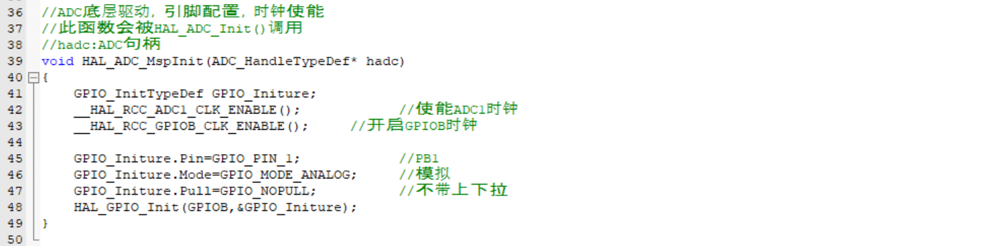 36 //ADC底层驱动, 引脚配置, 时钟使能
37 //此函数会被HAL_ADC_Init()调用
38 //hadc:ADC句柄
39 void HAL_ADC_MspInit(ADC_HandleTypeDef* hadc)
40 {
41 GPIO_InitTypeDef GPIO_Initure;
42 __HAL_RCC_ADC1_CLK_ENABLE(); //使能ADC1时钟
43 __HAL_RCC_GPIOB_CLK_ENABLE(); //开启GPIOB时钟
44
45 GPIO_Initure.Pin=GPIO_PIN_1; //PB1
46 GPIO_Initure.Mode=GPIO_MODE_ANALOG; //模拟
47 GPIO_Initure.Pull=GPIO_NOPULL; //不带上下拉
48 HAL_GPIO_Init(GPIOB,&GPIO_Initure);
49 }
50